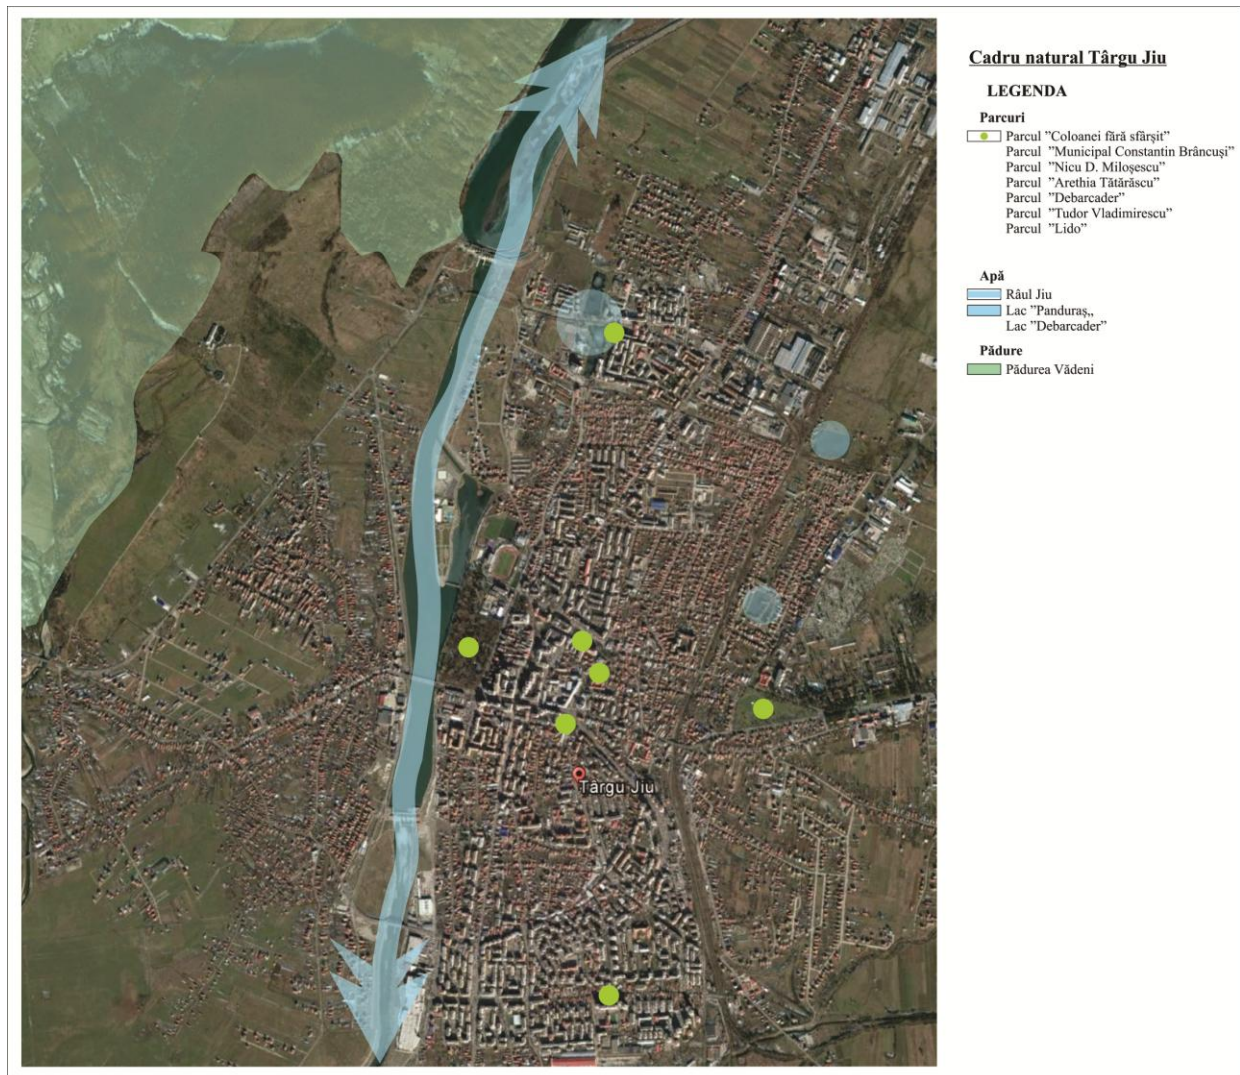 Cadru natural Târgu Jiu
LEGENDA
Parcuri
Parcul "Coloanei fără sfârșit"
Parcul "Municipal Constantin Brâncuși"
Parcul "Nicu D. Miloșescu"
Parcul "Arethia Tătărăscu"
Parcul "Debarcader"
Parcul "Tudor Vladimirescu"
Parcul "Lido"
Apă
Râul Jiu
Lac "Panduraș„
Lac "Debarcader"
Pădure
Pădurea Vădeni
Târgu Jiu